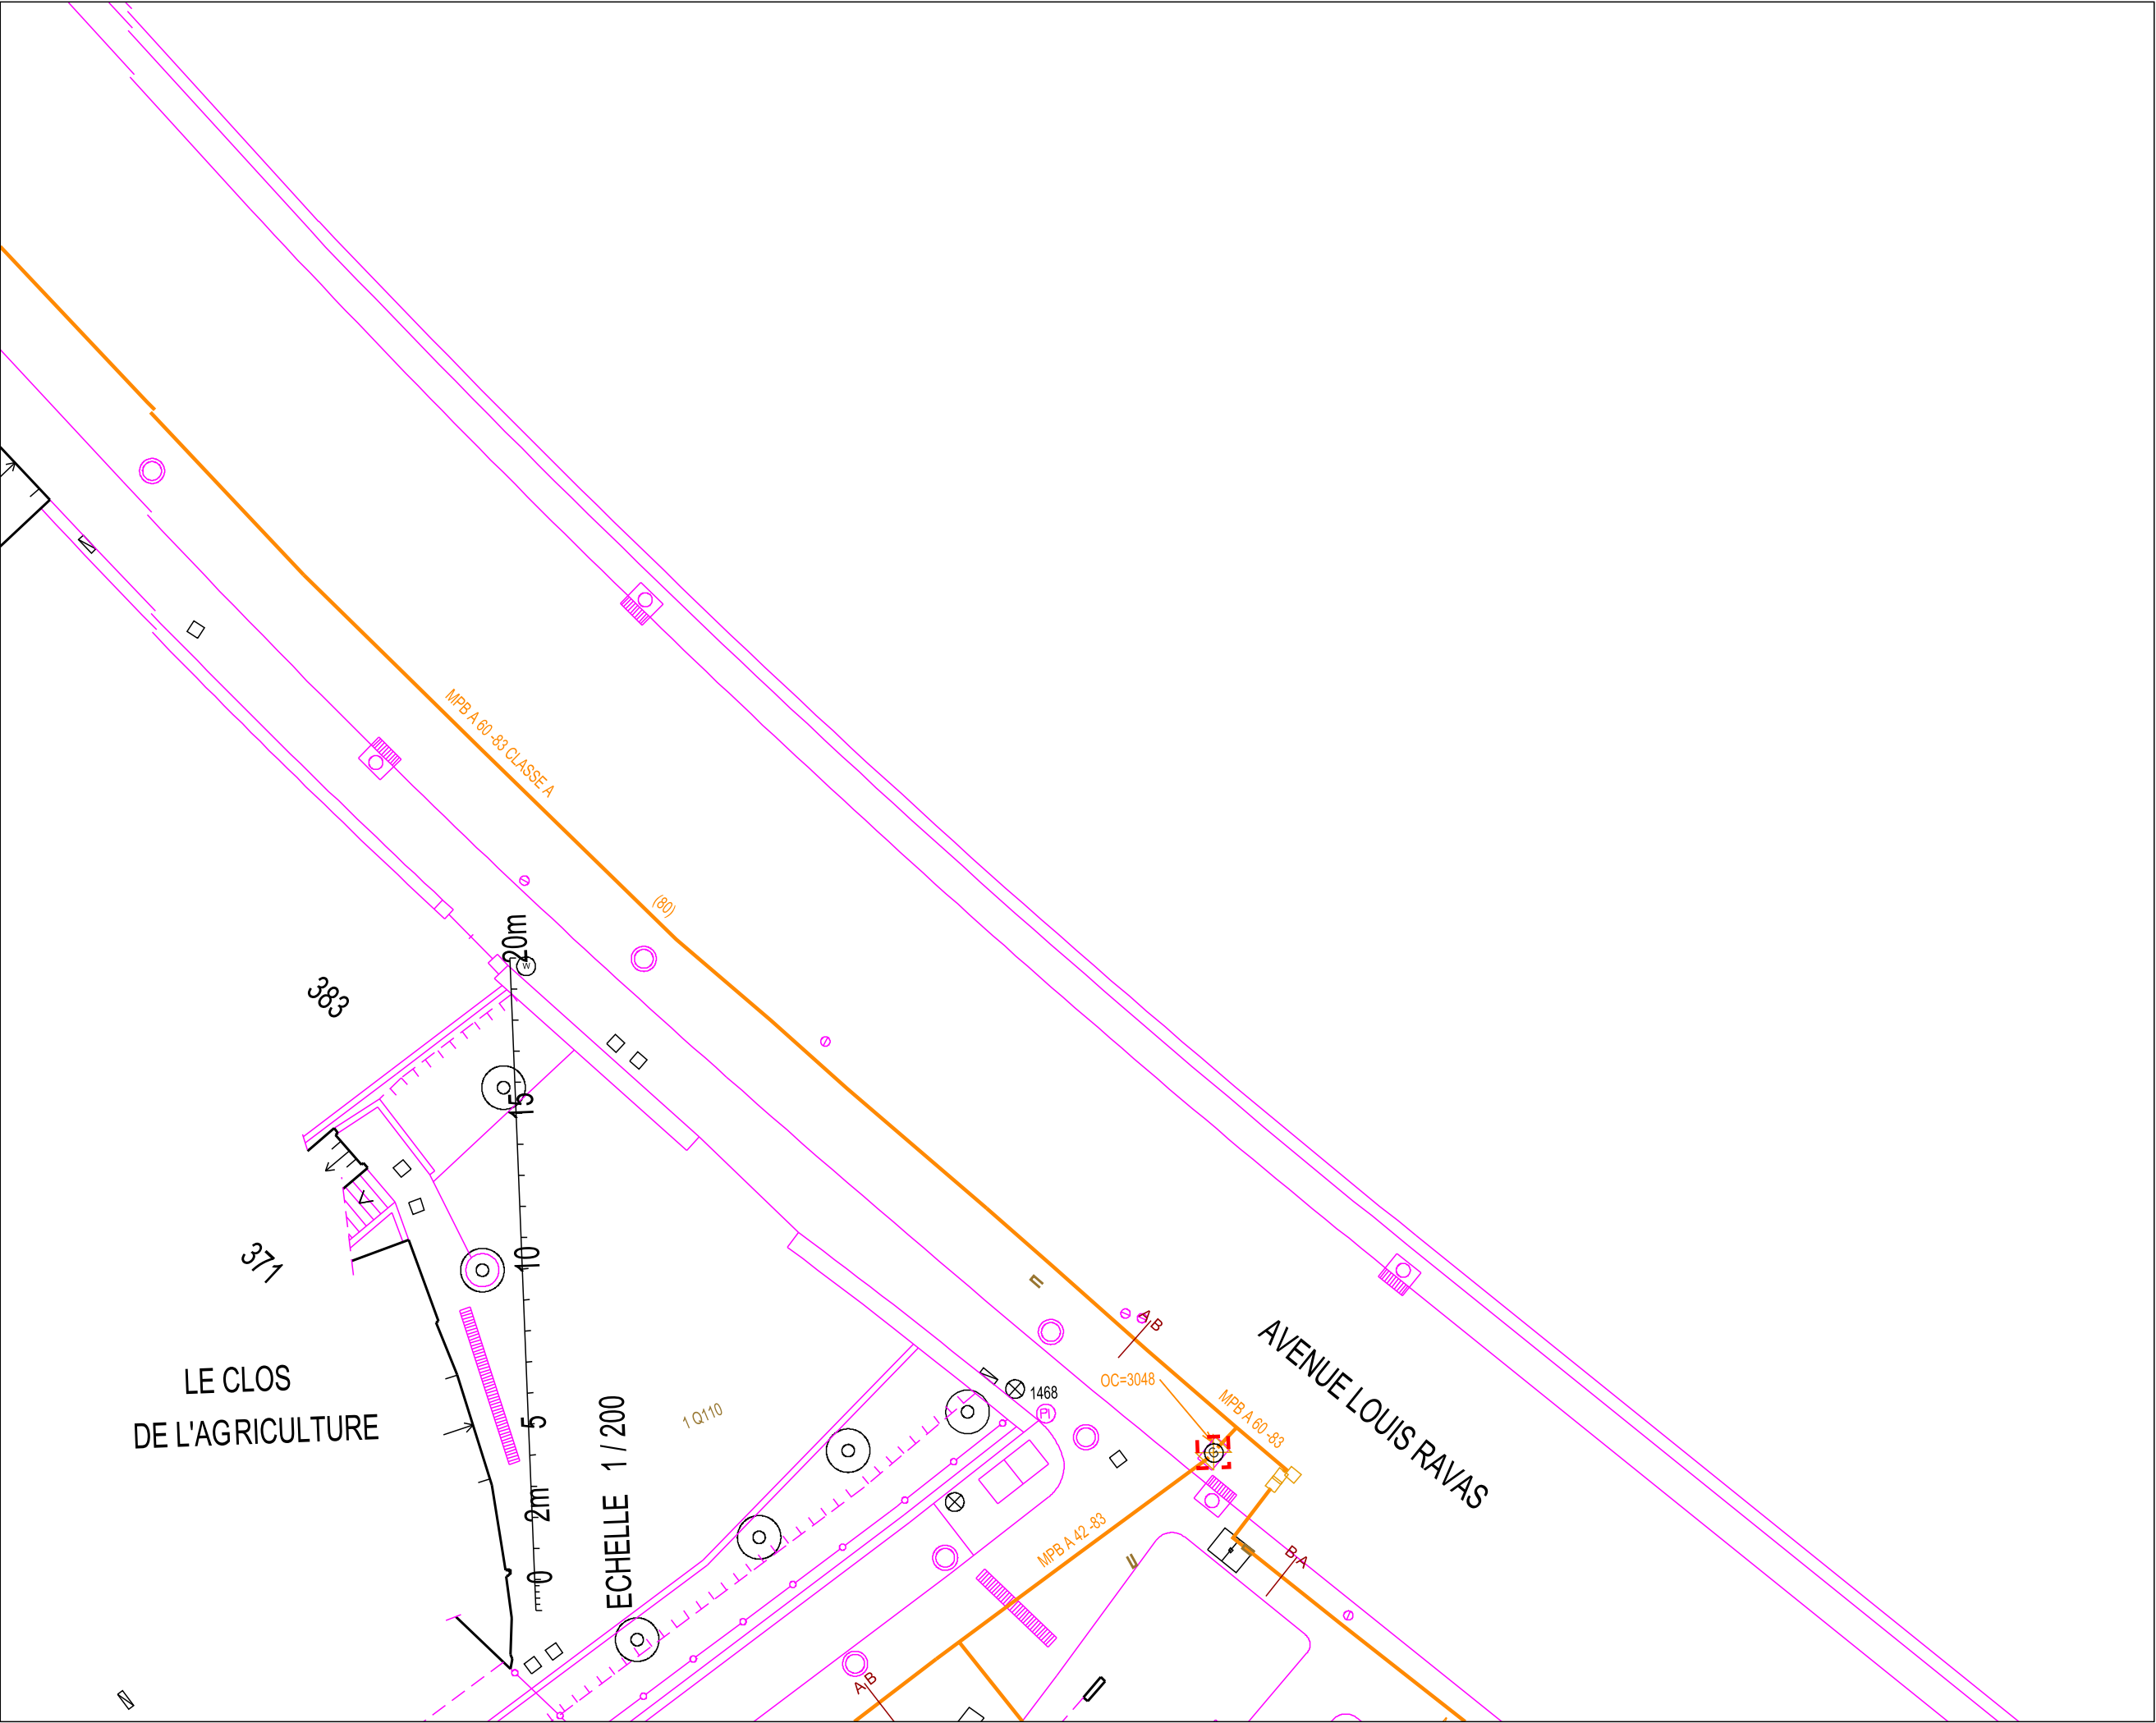 MPB A 60 -83 CLASSE A
(80)
20m
W
383
15
371
10
AVENUE LOUIS RAVAS
A/B
OC=3048
LE CLOS
DE L'AGRICULTURE
1468
PI
MPB A 60 -83
1 Q110
5
ECHELLE 1 / 200
G
2m
MPB A 42 -83
B/A
0
A/B